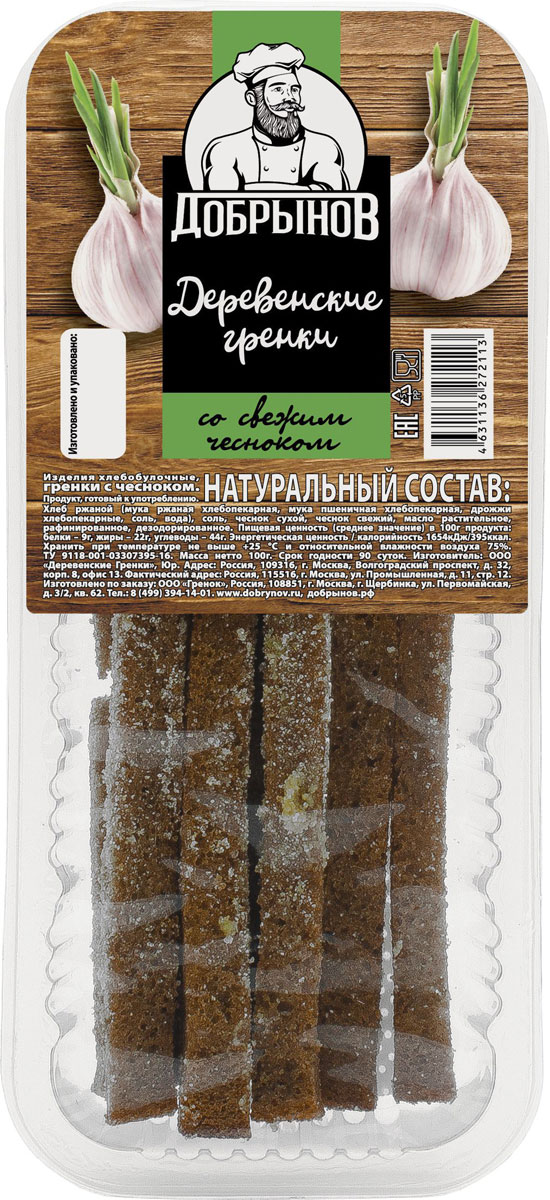 ДОБРЫНОВ
Деревенские
гренки
со свежим
чесноком
Изготовлено и упаковано:
EAC
51
PP
4 631136 272113
Изделия хлебобулочные:
гренки с чесноком.
Продукт, готовый к употреблению.
НАТУРАЛЬНЫЙ СОСТАВ:
Хлеб ржаной (мука ржаная хлебопекарная, мука пшеничная хлебопекарная, дрожжи
хлебопекарные, соль, вода), соль, чеснок сухой, чеснок свежий, масло растительное,
рафинированное, дезодорированное. Пищевая ценность (среднее значение) в 100г продукта:
белки – 9г, жиры – 22г, углеводы – 44г. Энергетическая ценность / калорийность 1654кДж/395ккал.
Хранить при температуре не выше +25 °С и относительной влажности воздуха 75%.
ТУ 9118-001-03307395-16. Масса нетто 100г. Срок годности 90 суток. Изготовитель: ООО
«Деревенские Гренки», Юр. Адрес: Россия, 109316, г. Москва, Волгоградский проспект, д. 32,
корп. 8, офис 13. Фактический адрес: Россия, 115516, г. Москва, ул. Промышленная, д. 11, стр. 12.
Изготовлено по заказу: ООО «Гренок», Россия, 108851, г. Москва, г. Щербинка, ул. Первомайская,
д. 3/2, кв. 62. Тел.: 8 (499) 394-14-01. www.dobrynov.ru, добрынов.рф